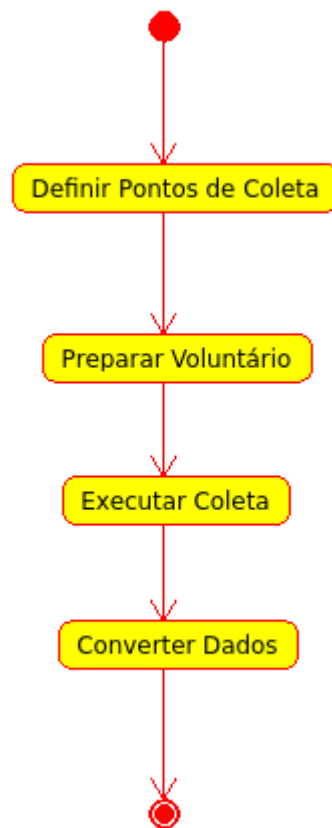 Definir Pontos de Coleta
Preparar Voluntário
Executar Coleta
Converter Dados